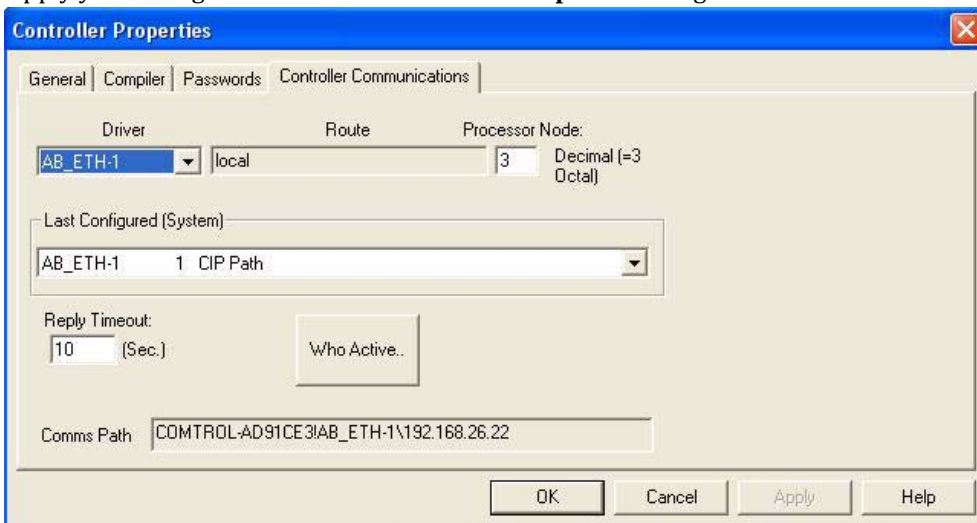 Controller Properties
General Compiler Passwords Controller Communications
Driver Route Processor Node:
AB_ETH-1 local 3 Decimal (=3
Octal)
Last Configured (System)
AB_ETH-1 1 CIP Path
Reply Timeout:
10 (Sec.) Who Active..
Comms Path COMTROL-AD91CE3!AB_ETH-1\192.168.26.22
OK Cancel Apply Help